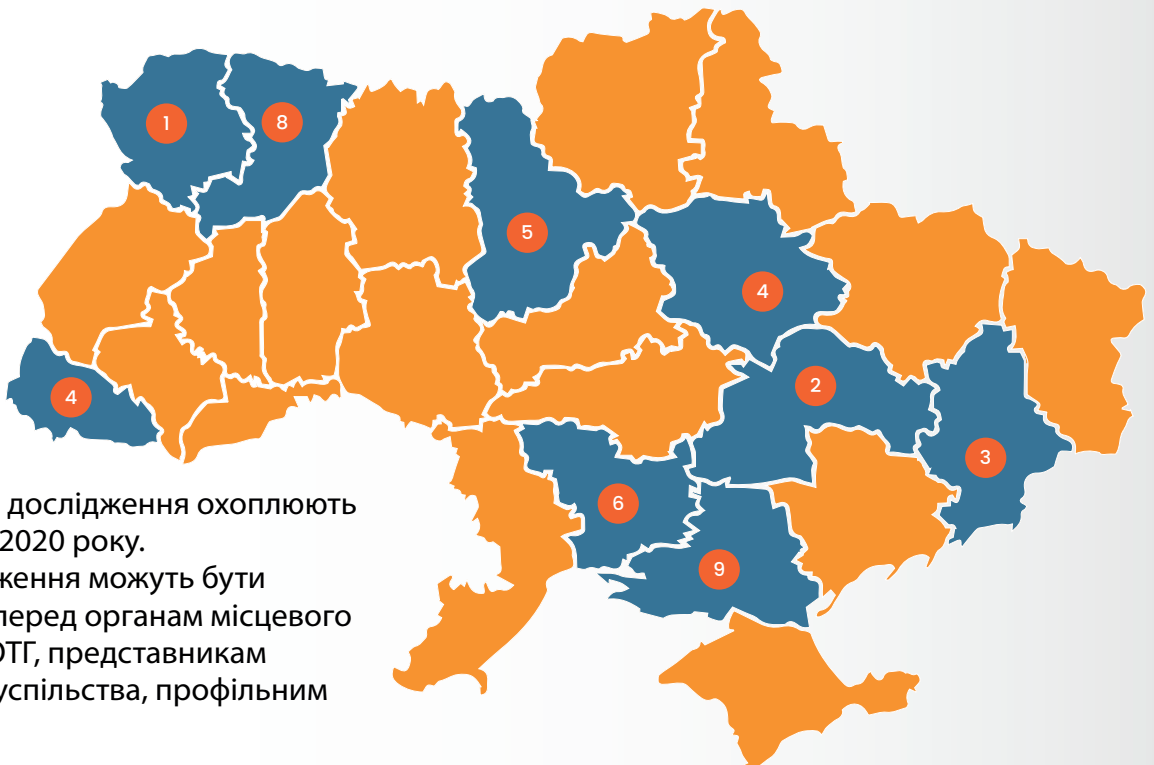 1
8
5
4
4
2
3
6
9
дослідження охоплюють
2020 року.
ження можуть бути
перед органам місцевого
ОТГ, представникам
успільства, профільним